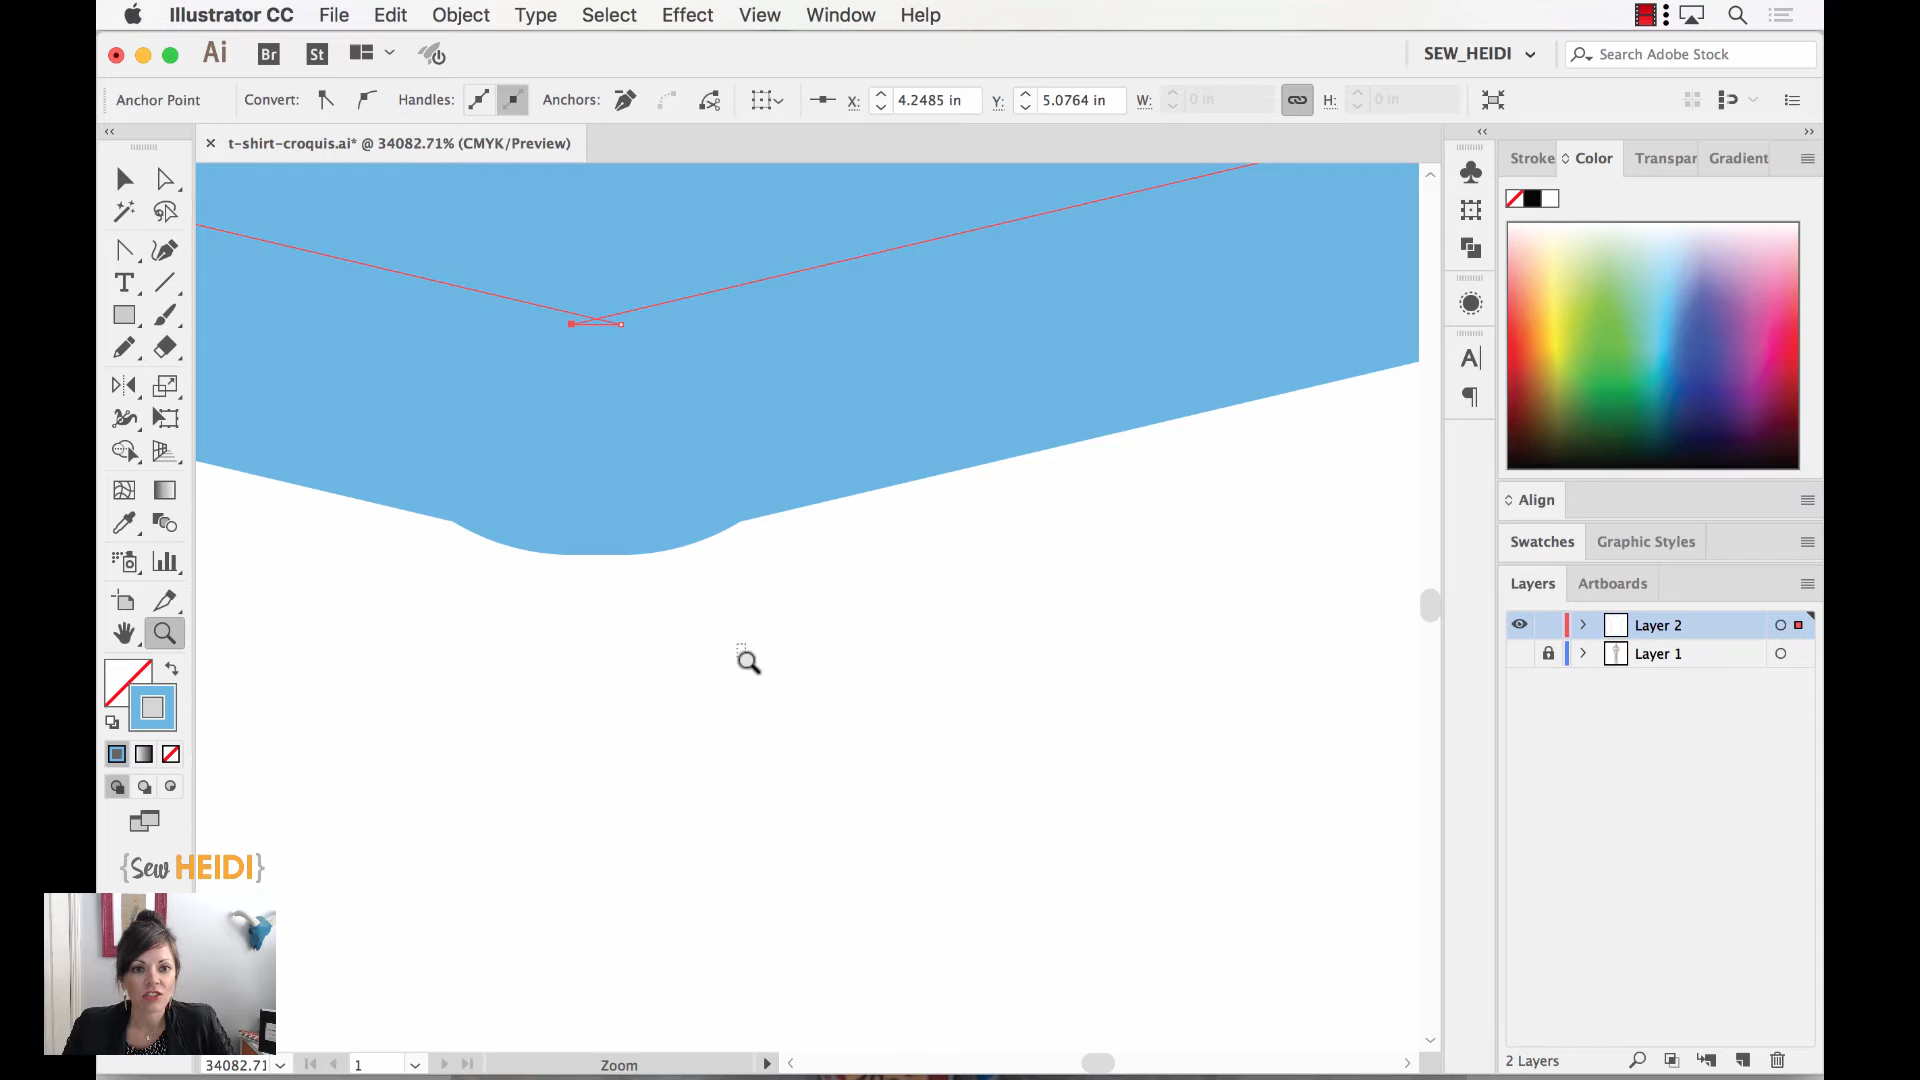 Illustrator CC File Edit Object Type Select Effect View Window Help
Ai Br St SEW_HEIDI Search Adobe Stock
Anchor Point Convert: Handles: Anchors: X: 4.2485 in Y: 5.0764 in W: 0 in H: 0 in
× t-shirt-croquis.ai* @ 34082.71% (CMYK/Preview)
Stroke Color Transpar Gradient
Align
Swatches Graphic Styles
Layers Artboards
Layer 2
Layer 1
{Sew HEIDI}
34082.71 1 Zoom
2 Layers